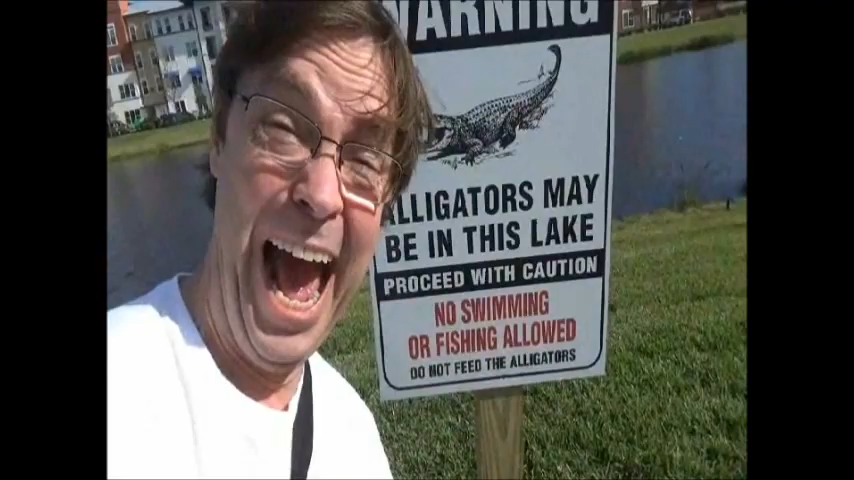 WARNING
ALLIGATORS MAY
BE IN THIS LAKE
PROCEED WITH CAUTION
NO SWIMMING
OR FISHING ALLOWED
DO NOT FEED THE ALLIGATORS